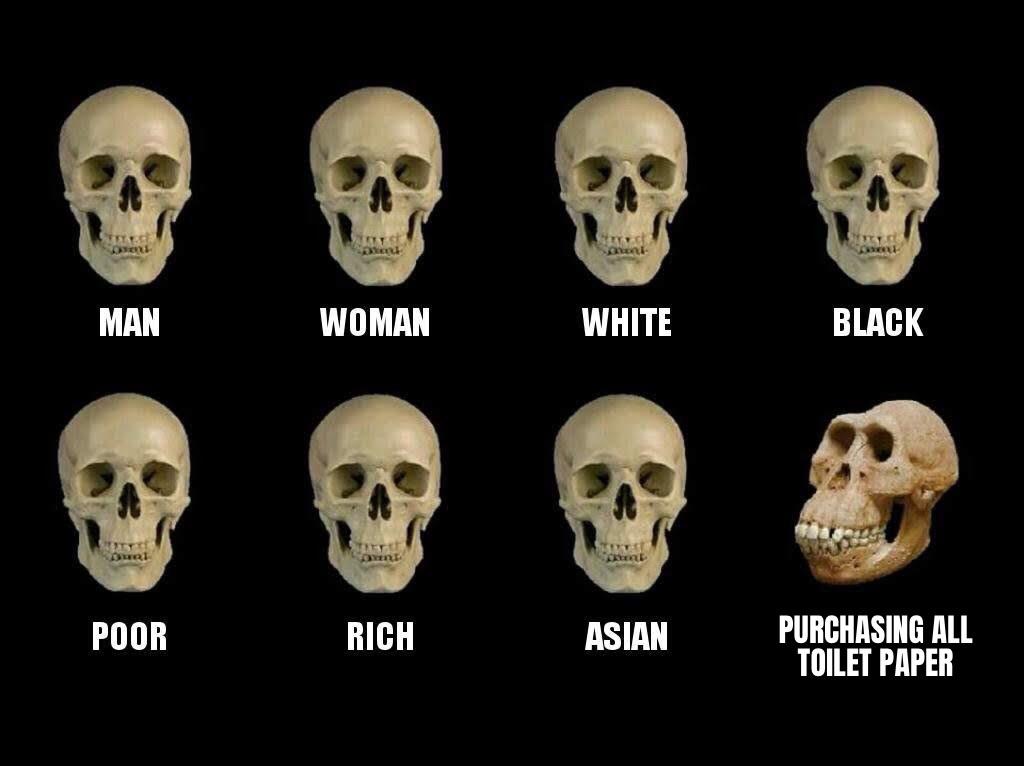 MAN
WOMAN
WHITE
BLACK
POOR
RICH
ASIAN
PURCHASING ALL
TOILET PAPER